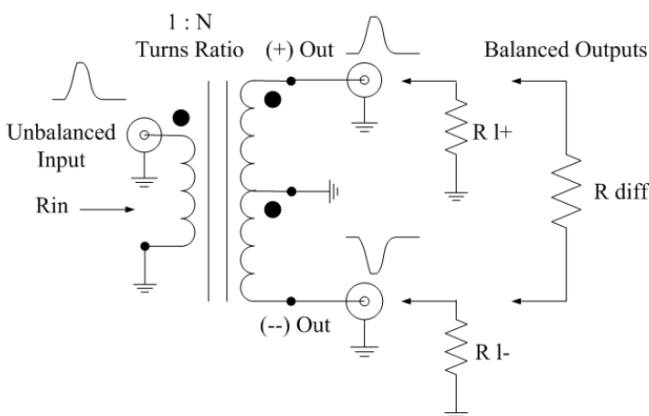 1 : N
Turns Ratio
(+) Out
Balanced Outputs
Unbalanced
Input
R l+
Rin
R diff
(--) Out
R l-